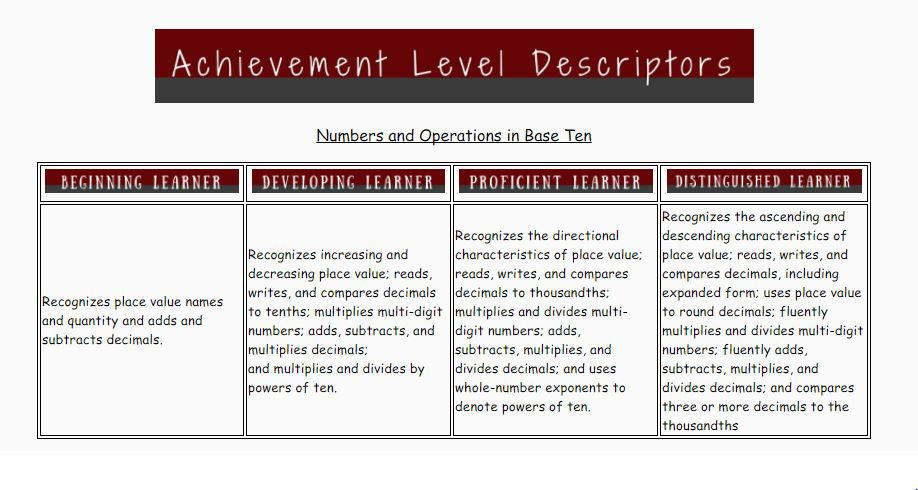 Achievement Level Descriptors
Numbers and Operations in Base Ten
BEGINNING LEARNER
DEVELOPING LEARNER
PROFICIENT LEARNER
DISTINGUISHED LEARNER
Recognizes place value names
and quantity and adds and
subtracts decimals.
Recognizes increasing and
decreasing place value; reads,
writes, and compares decimals
to tenths; multiplies multi-digit
numbers; adds, subtracts, and
multiplies decimals;
and multiplies and divides by
powers of ten.
Recognizes the directional
characteristics of place value;
reads, writes, and compares
decimals to thousandths;
multiplies and divides multi-
digit numbers; adds,
subtracts, multiplies, and
divides decimals; and uses
whole-number exponents to
denote powers of ten.
Recognizes the ascending and
descending characteristics of
place value; reads, writes, and
compares decimals, including
expanded form; uses place value
to round decimals; fluently
multiplies and divides multi-digit
numbers; fluently adds,
subtracts, multiplies, and
divides decimals; and compares
three or more decimals to the
thousandths